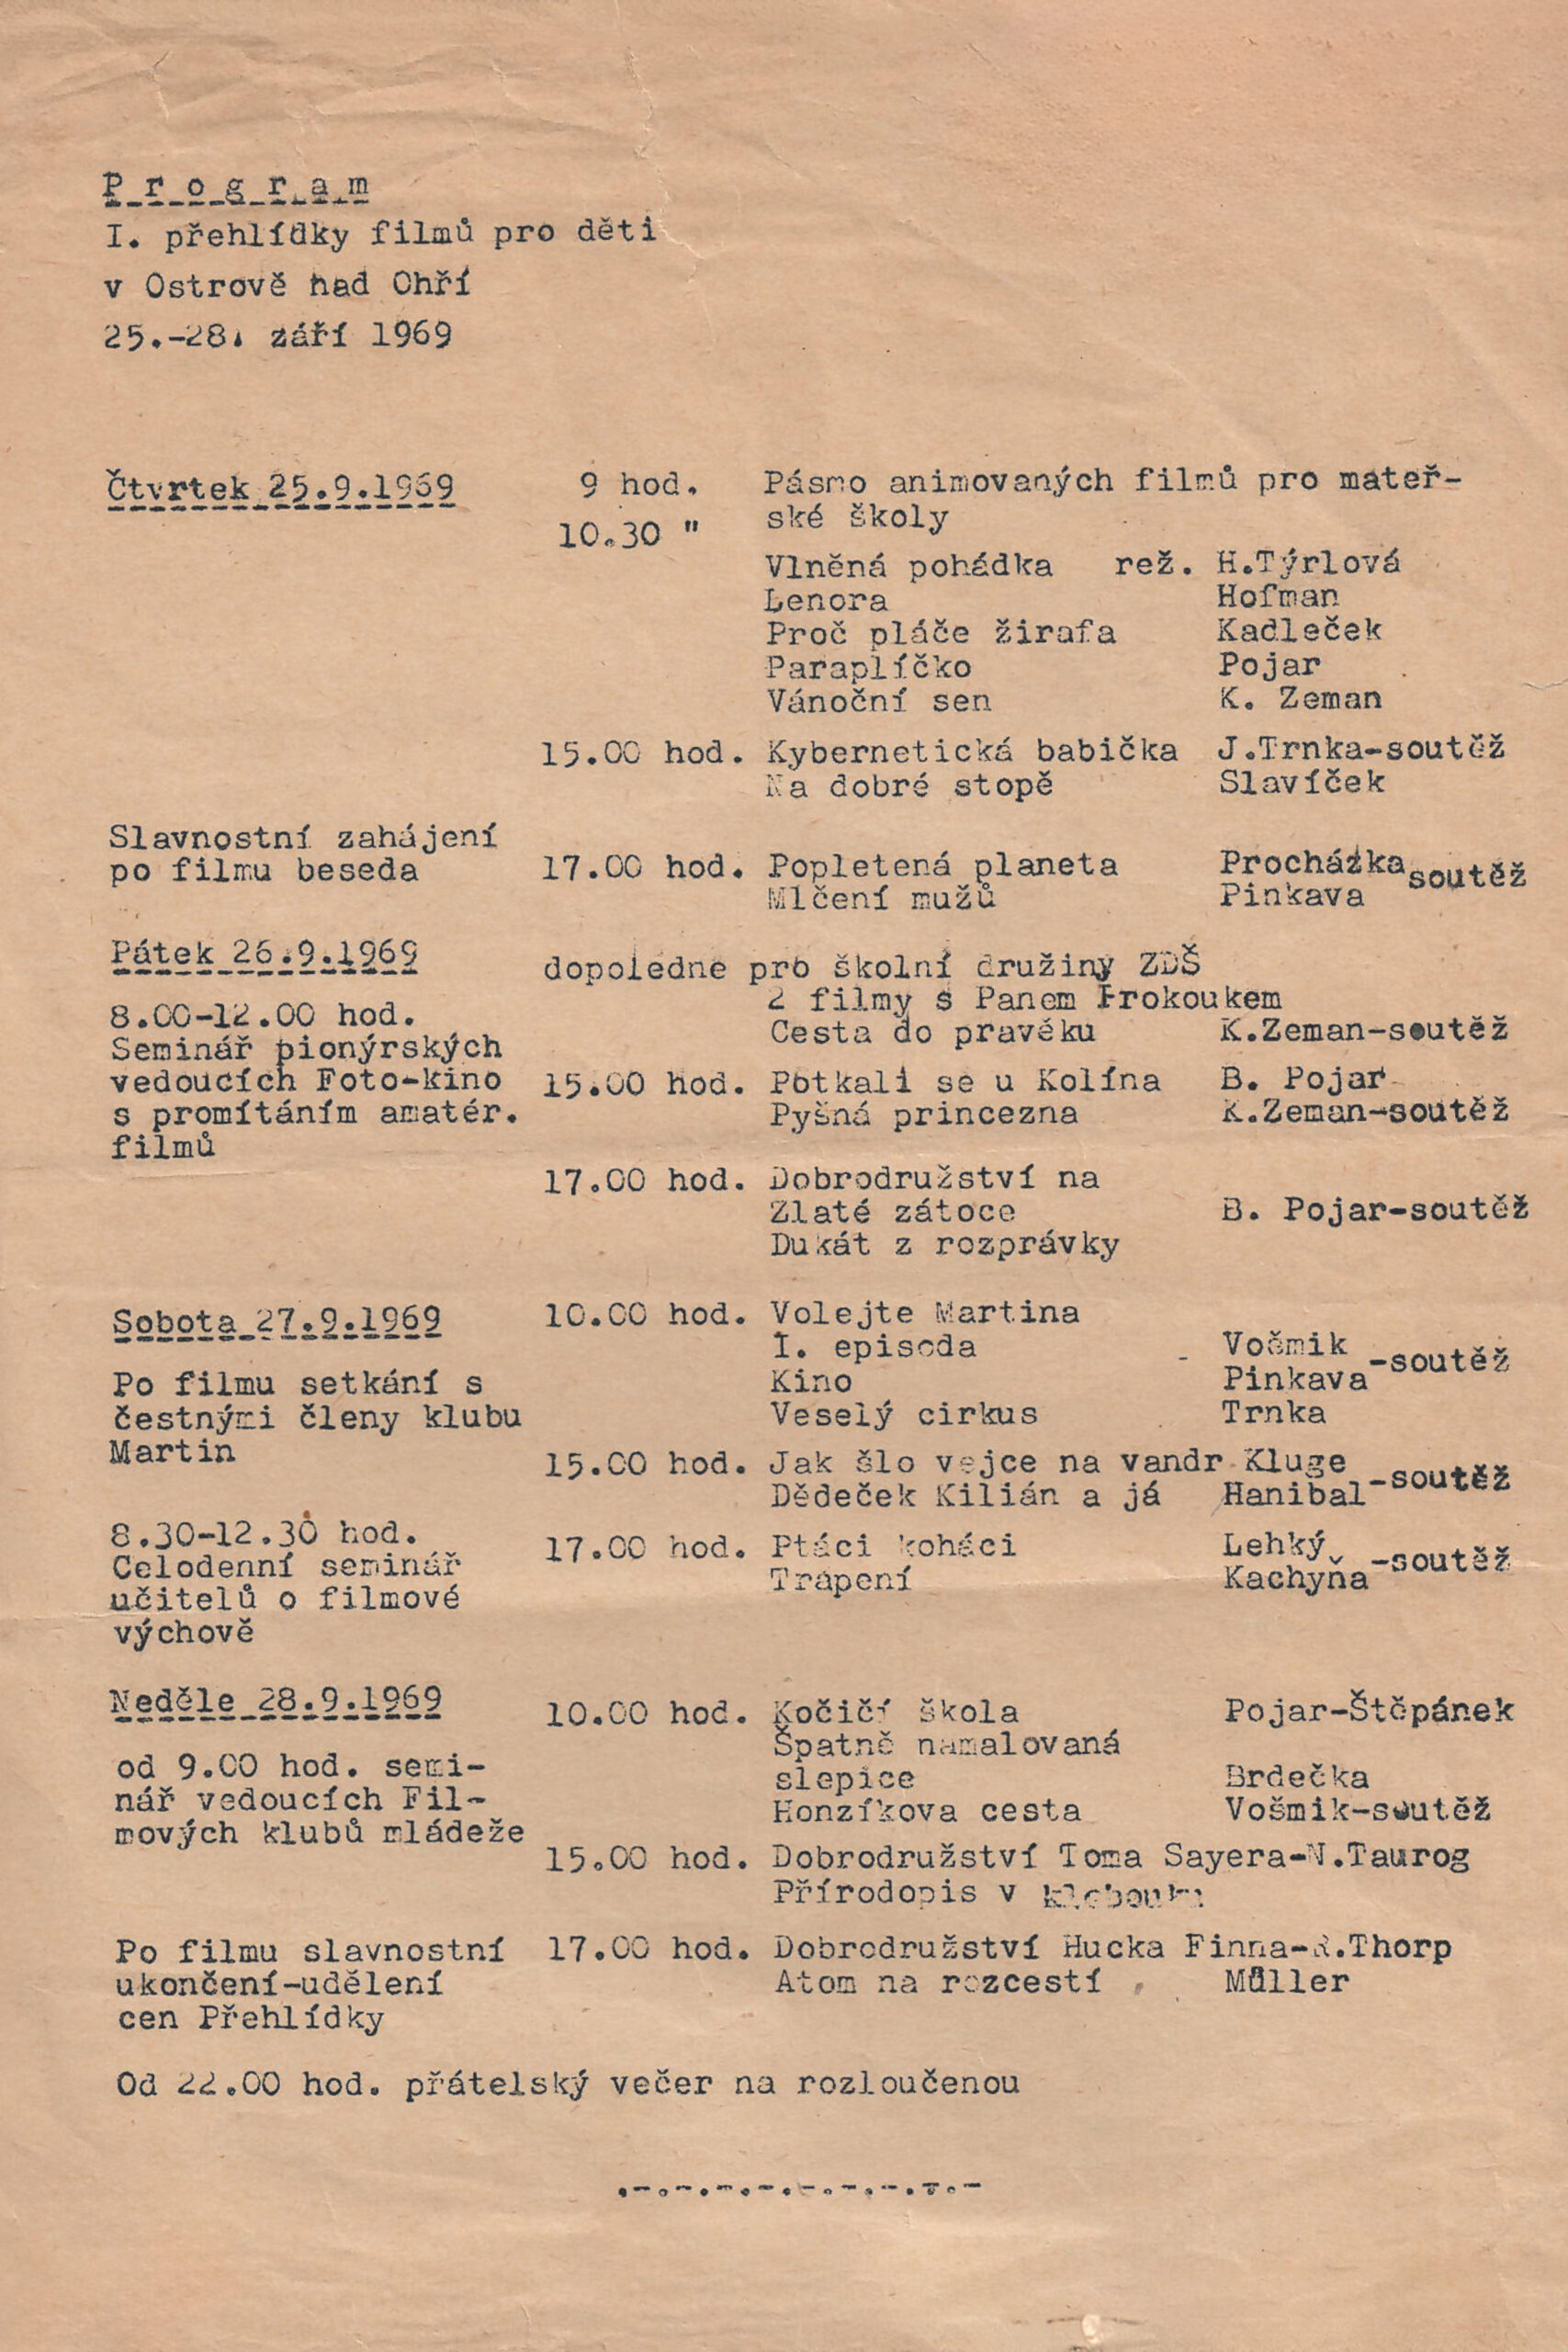 Program
I. přehlídky filmů pro děti
v Ostrově nad Ohří
25.-28. září 1969
Čtvrtek 25.9.1969 9 hod. Pásmo animovaných filmů pro mateř-
10.30 " ské školy
Vlněná pohádka rež. H.Týrlová
Lenora Hofman
Proč pláče žirafa Kadleček
Paraplíčko Pojar
Vánoční sen K. Zeman
15.00 hod. Kybernetická babička J.Trnka-soutěž
Na dobré stopě Slavíček
Slavnostní zahájení
po filmu beseda 17.00 hod. Popletená planeta Procházka soutěž
Mlčení mužů Pinkava
Pátek 26.9.1969 dopoledne pro školní družiny ZDŠ
2 filmy s Panem Prokoukem
8.00-12.00 hod. Cesta do pravěku K.Zeman-soutěž
Seminář pionýrských
vedoucích Foto-kino 15.00 hod. Potkali se u Kolína B. Pojar
s promítáním amatér. Pyšná princezna K.Zeman-soutěž
filmů
17.00 hod. Dobrodružství na
Zlaté zátoce B. Pojar-soutěž
Dukát z rozprávky
Sobota 27.9.1969 10.00 hod. Volejte Martina
I. episoda Vošmik -soutěž
Po filmu setkání s Kino Pinkava
čestnými členy klubu Veselý cirkus Trnka
Martin 15.00 hod. Jak šlo vejce na vandr Kluge -soutěž
Dědeček Kilián a já Hanibal
8.30-12.30 hod. 17.00 hod. Ptáci koháci Lehký -soutěž
Celodenní seminář Trápení Kachyňa
učitelů o filmové
výchově
Neděle 28.9.1969 10.00 hod. Kočičí škola Pojar-Štěpánek
Špatně namalovaná
od 9.00 hod. semi- slepice Brdečka
nář vedoucích Fil- Honzíkova cesta Vošmik-soutěž
mových klubů mládeže
15.00 hod. Dobrodružství Toma Sayera-N.Taurog
Přírodopis v klobouku
Po filmu slavnostní 17.00 hod. Dobrodružství Hucka Finna-R.Thorp
ukončení-udělení Atom na rozcestí Müller
cen Přehlídky
Od 22.00 hod. přátelský večer na rozloučenou
.-.-.-.-.-.-.-.-.-